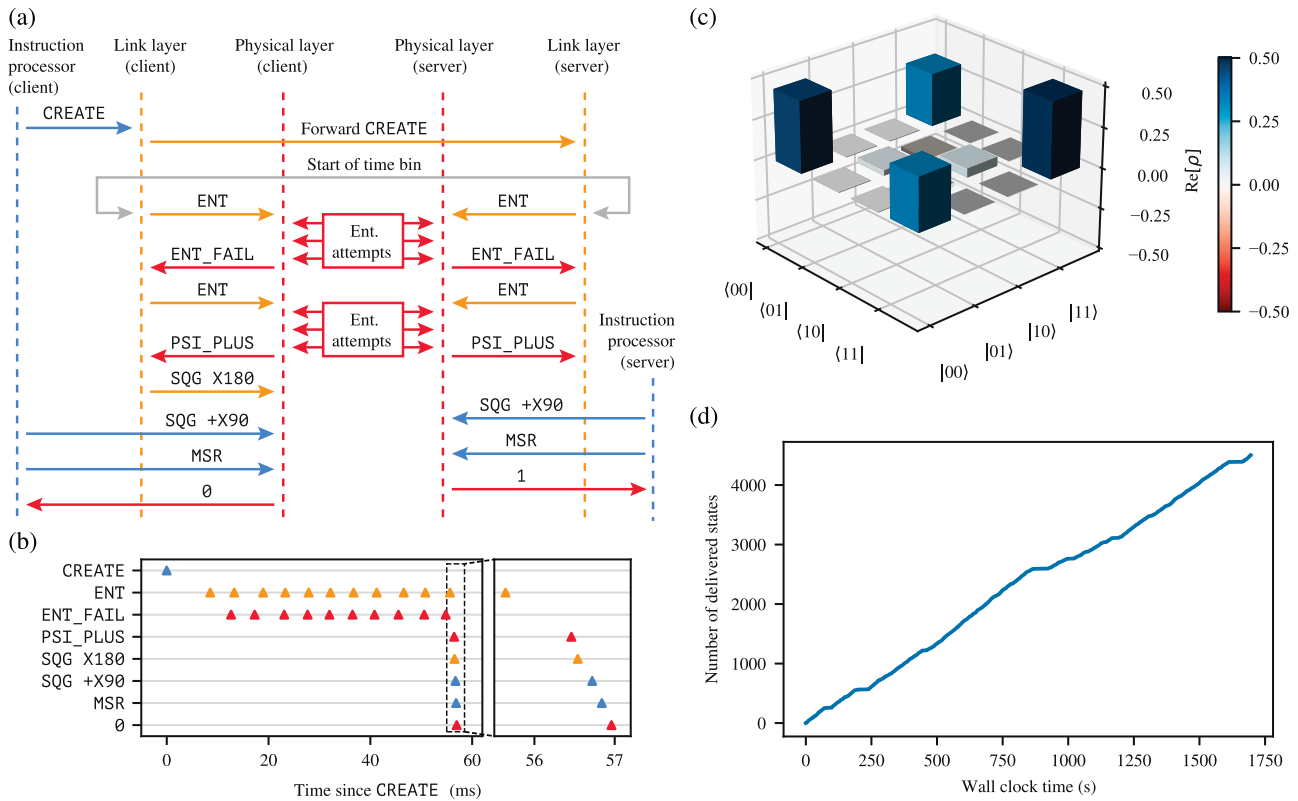 (a)
Instruction
processor
(client)
Link layer
(client)
Physical layer
(client)
Physical layer
(server)
Link layer
(server)
CREATE
Forward CREATE
Start of time bin
ENT
ENT
Ent.
attempts
ENT_FAIL
ENT_FAIL
ENT
ENT
Ent.
attempts
Instruction
processor
(server)
PSI_PLUS
PSI_PLUS
SQG X180
SQG +X90
SQG +X90
MSR
MSR
0
1
(b)
CREATE
ENT
ENT_FAIL
PSI_PLUS
SQG X180
SQG +X90
MSR
0
0
20
40
60
56
57
Time since CREATE (ms)
(c)
0.50
0.25
0.00
−0.25
−0.50
⟨00|
⟨01|
⟨10|
⟨11|
|00⟩
|01⟩
|10⟩
|11⟩
Re[ρ]
0.50
0.25
0.00
−0.25
−0.50
(d)
Number of delivered states
4000
3000
2000
1000
0
0
250
500
750
1000
1250
1500
1750
Wall clock time (s)